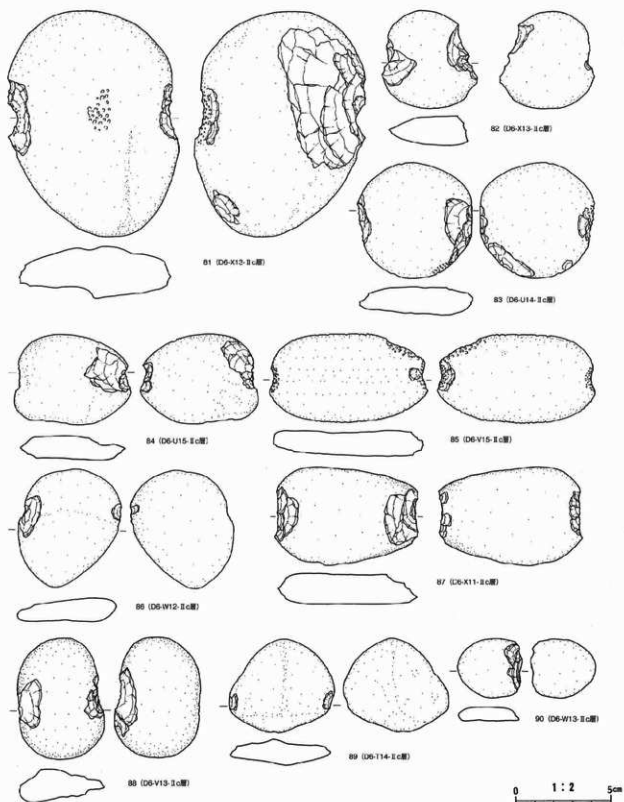 81 (D6-X13-Ⅱc層)
82 (D6-X13-Ⅱc層)
83 (D6-U14-Ⅱc層)
84 (D6-U15-Ⅱc層)
85 (D6-V15-Ⅱc層)
86 (D6-W12-Ⅱc層)
87 (D6-X11-Ⅱc層)
88 (D6-V13-Ⅱc層)
89 (D6-T14-Ⅱc層)
90 (D6-W13-Ⅱc層)
1:2
0 5cm